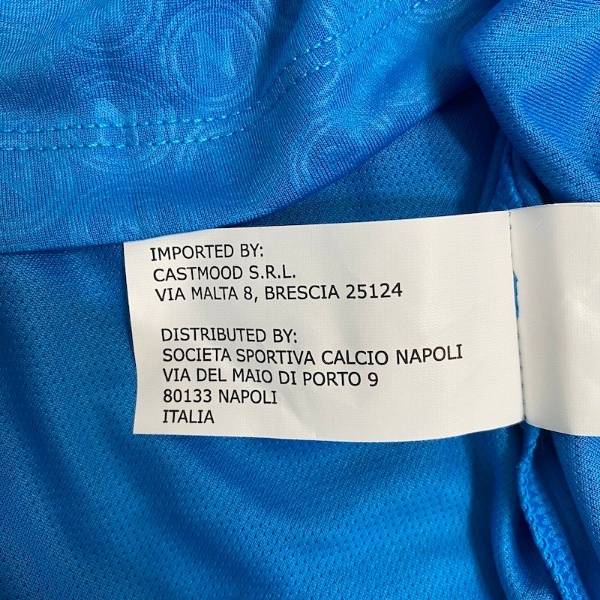 IMPORTED BY:
CASTMOOD S.R.L.
VIA MALTA 8, BRESCIA 25124
DISTRIBUTED BY:
SOCIETA SPORTIVA CALCIO NAPOLI
VIA DEL MAIO DI PORTO 9
80133 NAPOLI
ITALIA